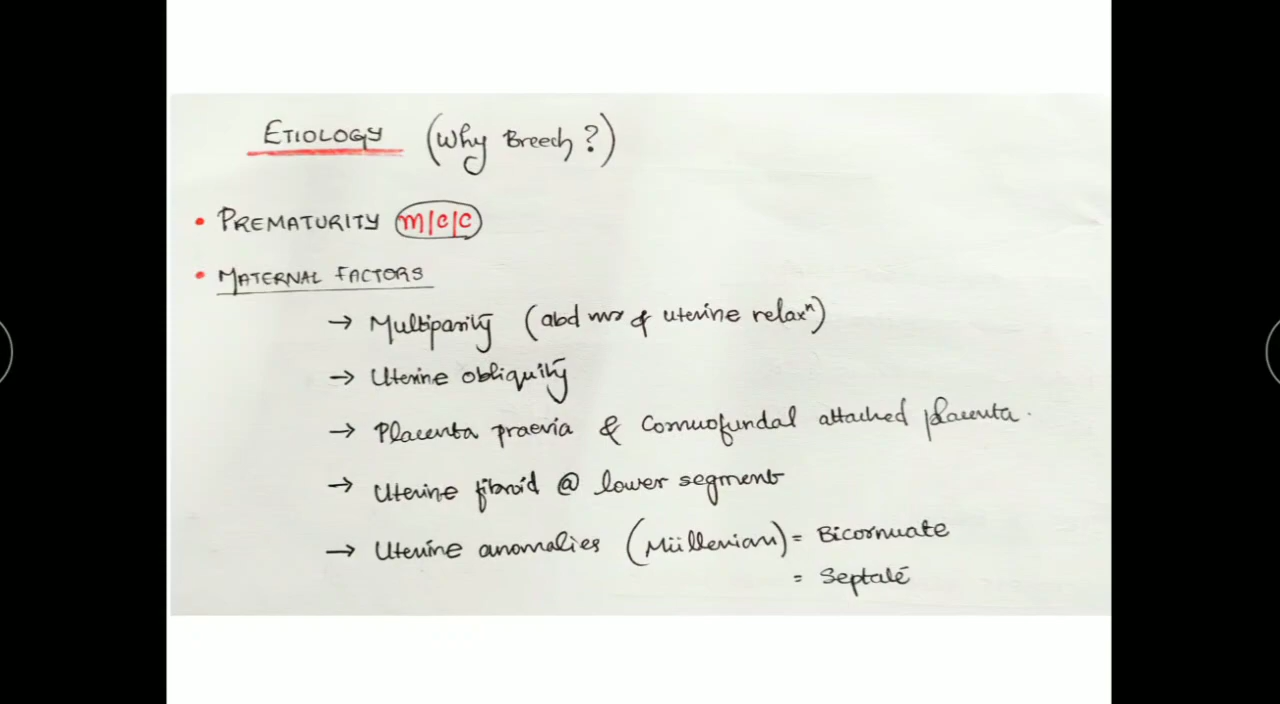 ETIOLOGY (Why Breech?)
• PREMATURITY m/c/c
• MATERNAL FACTORS
→ Multiparity (abd ms & uterine relaxⁿ)
→ Uterine obliquity
→ Placenta praevia & Cornuofundal attached placenta.
→ Uterine fibroid @ lower segment
→ Uterine anomalies (Müllerian) = Bicornuate
= Septate